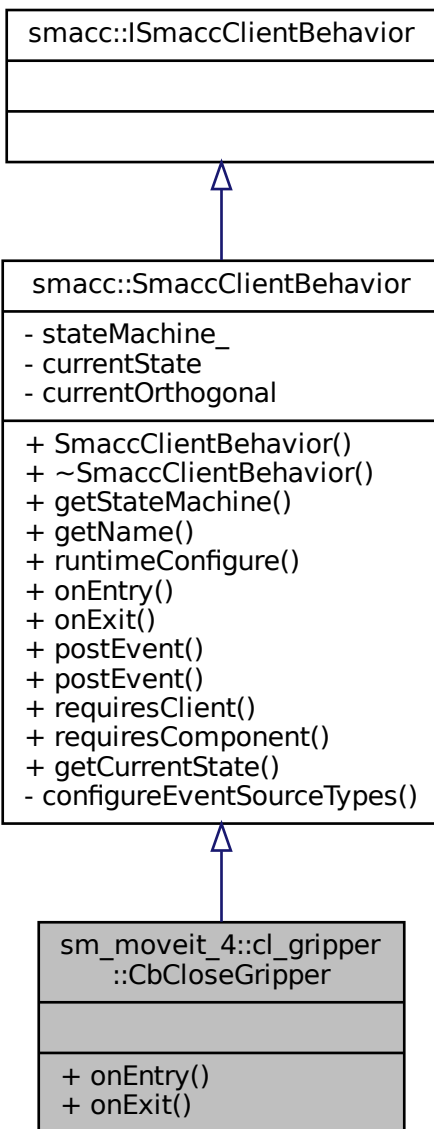 smacc::ISmaccClientBehavior
smacc::SmaccClientBehavior
- stateMachine_
- currentState
- currentOrthogonal
+ SmaccClientBehavior()
+ ~SmaccClientBehavior()
+ getStateMachine()
+ getName()
+ runtimeConfigure()
+ onEntry()
+ onExit()
+ postEvent()
+ postEvent()
+ requiresClient()
+ requiresComponent()
+ getCurrentState()
- configureEventSourceTypes()
sm_moveit_4::cl_gripper
::CbCloseGripper
+ onEntry()
+ onExit()